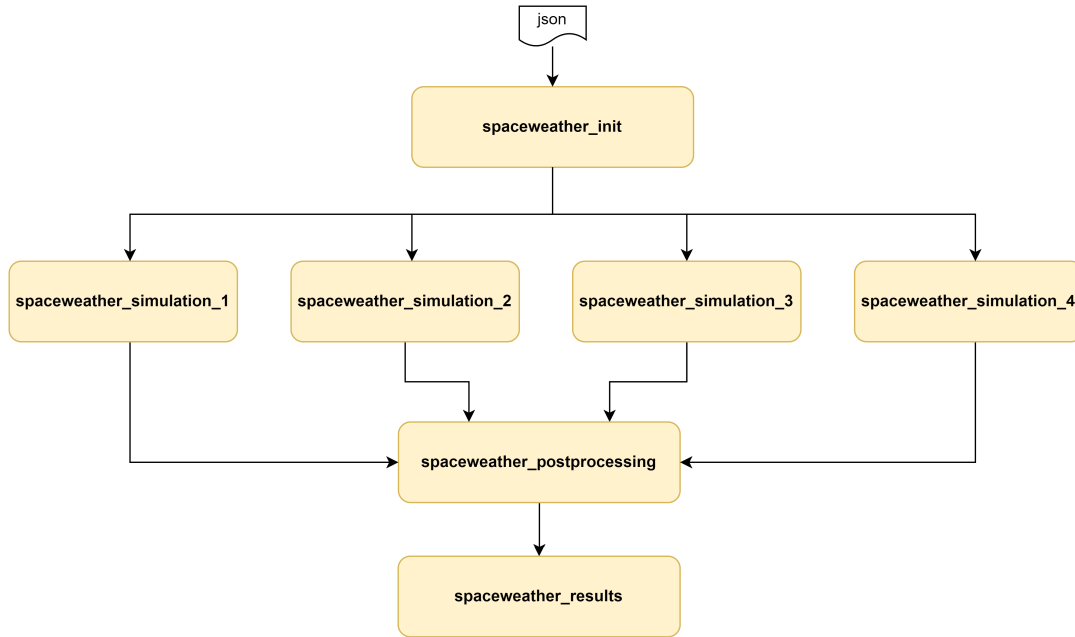 json
spaceweather_init
spaceweather_simulation_1
spaceweather_simulation_2
spaceweather_simulation_3
spaceweather_simulation_4
spaceweather_postprocessing
spaceweather_results